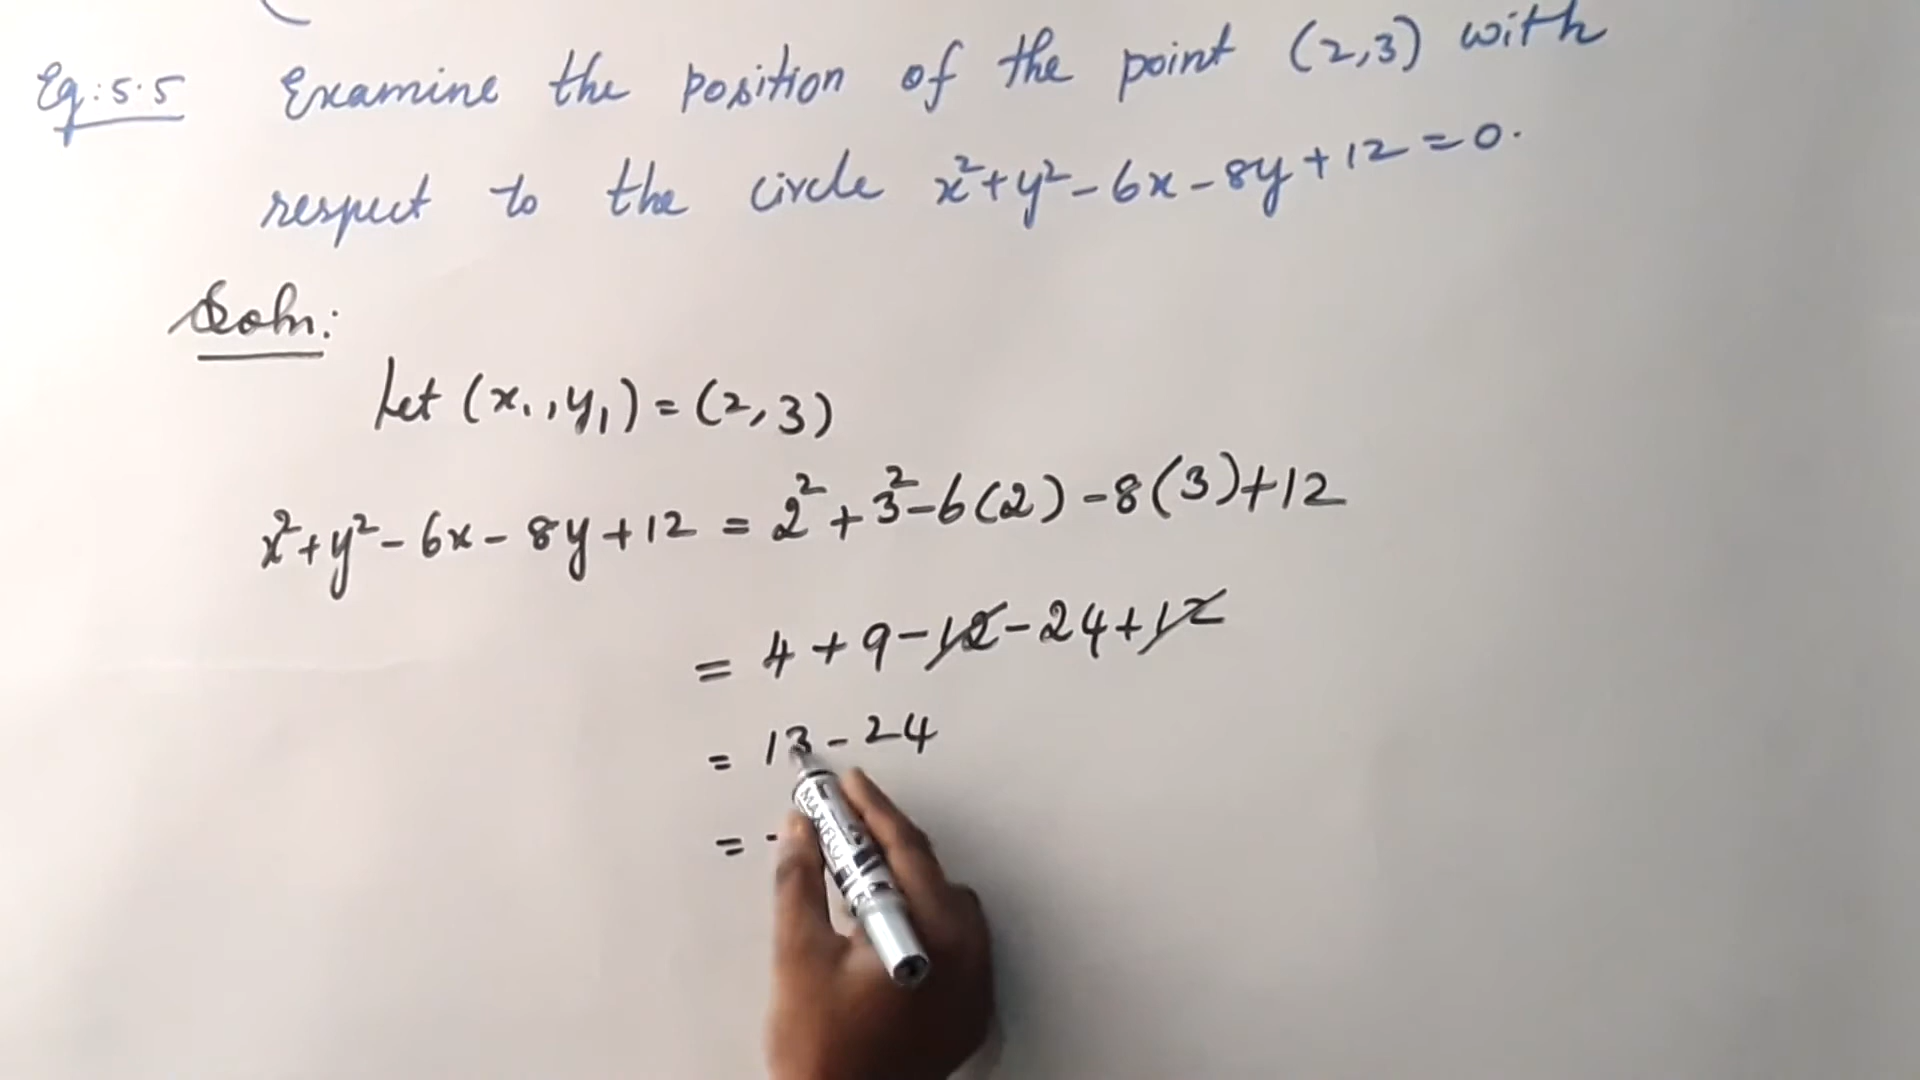 Eg: 5.5 Examine the position of the point (2,3) with
respect to the circle x²+y²-6x-8y+12=0.
Soln:
Let (x₁,y₁)=(2,3)
x²+y²-6x-8y+12 = 2²+3²-6(2)-8(3)+12
= 4+9-12-24+12
= 13-24
= -